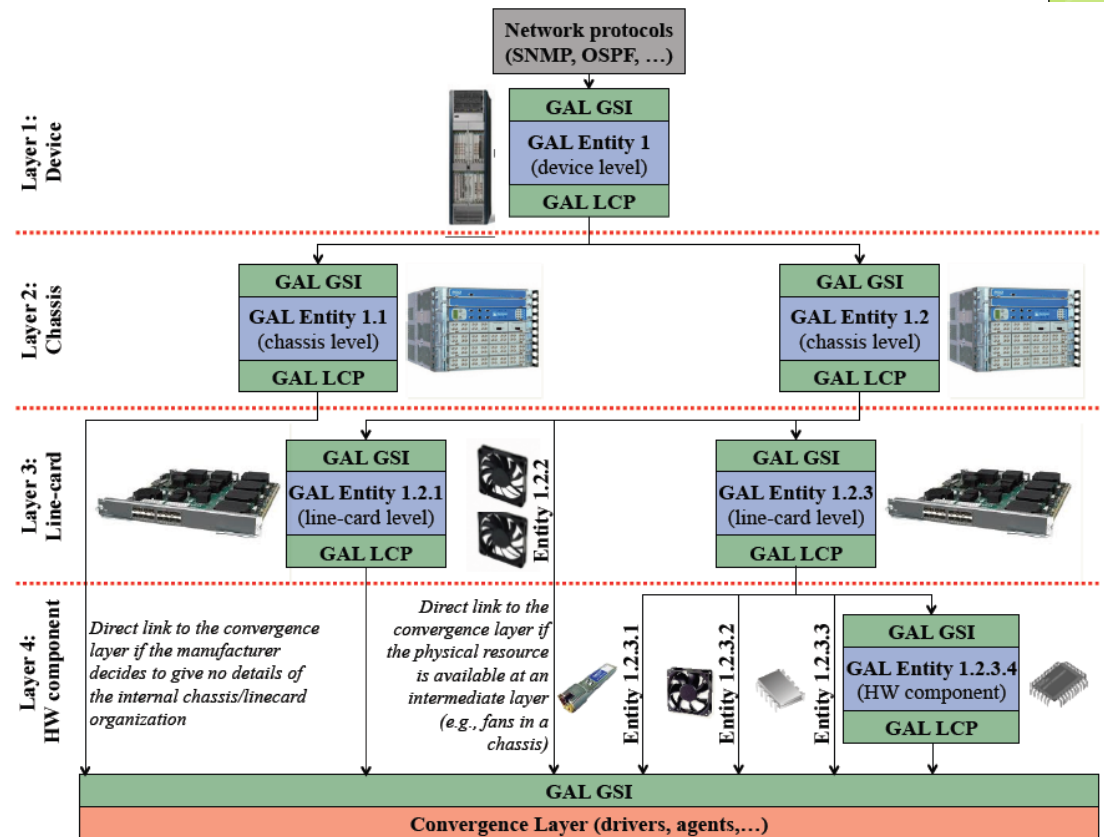 Network protocols
(SNMP, OSPF, …)
Layer 1:
Device
GAL GSI
GAL Entity 1
(device level)
GAL LCP
Layer 2:
Chassis
GAL GSI
GAL Entity 1.1
(chassis level)
GAL LCP
GAL GSI
GAL Entity 1.2
(chassis level)
GAL LCP
Layer 3:
Line-card
GAL GSI
GAL Entity 1.2.1
(line-card level)
GAL LCP
Entity 1.2.2
GAL GSI
GAL Entity 1.2.3
(line-card level)
GAL LCP
Layer 4:
HW component
Direct link to the convergence
layer if the manufacturer
decides to give no details of
the internal chassis/linecard
organization
Direct link to the
convergence layer if
the physical resource
is available at an
intermediate layer
(e.g., fans in a
chassis)
Entity 1.2.3.1
Entity 1.2.3.2
Entity 1.2.3.3
GAL GSI
GAL Entity 1.2.3.4
(HW component)
GAL LCP
GAL GSI
Convergence Layer (drivers, agents,…)